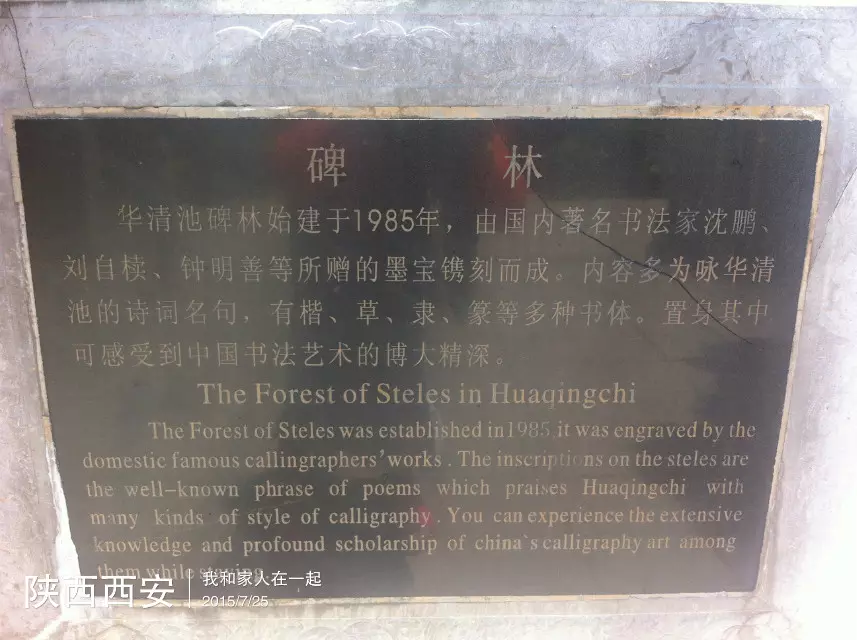 碑 林
华清池碑林始建于1985年，由国内著名书法家沈鹏、
刘自椟、钟明善等所赠的墨宝镌刻而成。内容多为咏华清
池的诗词名句，有楷、草、隶、篆等多种书体。置身其中
可感受到中国书法艺术的博大精深。
The Forest of Steles in Huaqingchi
The Forest of Steles was established in1985,it was engraved by the
domestic famous callingraphers'works . The inscriptions on the steles are
the well-known phrase of poems which praises Huaqingchi with
many kinds of style of calligraphy . You can experience the extensive
knowledge and profound scholarship of china`s calligraphy art among
them while staying
陕西西安
我和家人在一起
2015/7/25